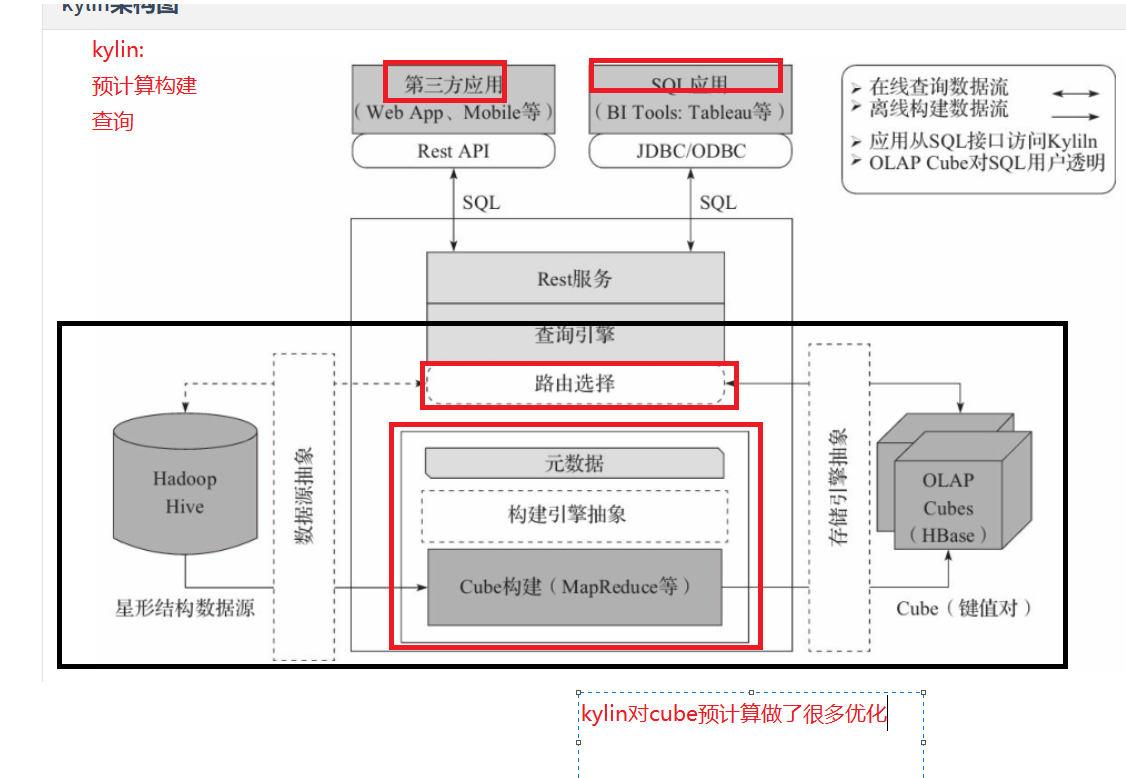 kylin架构图
kylin:
预计算构建
查询
第三方应用
（Web App、Mobile等）
Rest API
SQL应用
（BI Tools: Tableau等）
JDBC/ODBC
在线查询数据流
离线构建数据流
应用从SQL接口访问Kyliln
OLAP Cube对SQL用户透明
SQL
SQL
Rest服务
查询引擎
路由选择
Hadoop
Hive
数据源抽象
元数据
构建引擎抽象
Cube构建（MapReduce等）
存储引擎抽象
OLAP
Cubes
（HBase）
星形结构数据源
Cube（键值对）
kylin对cube预计算做了很多优化